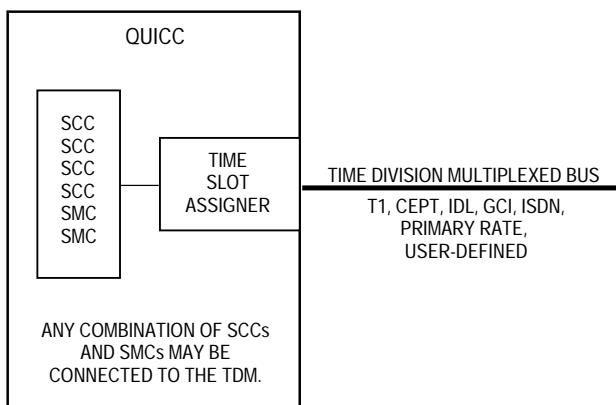 QUICC
SCC
SCC
SCC
SCC
SMC
SMC
TIME
SLOT
ASSIGNER
TIME DIVISION MULTIPLEXED BUS
T1, CEPT, IDL, GCI, ISDN,
PRIMARY RATE,
USER-DEFINED
ANY COMBINATION OF SCCs
AND SMCs MAY BE
CONNECTED TO THE TDM.